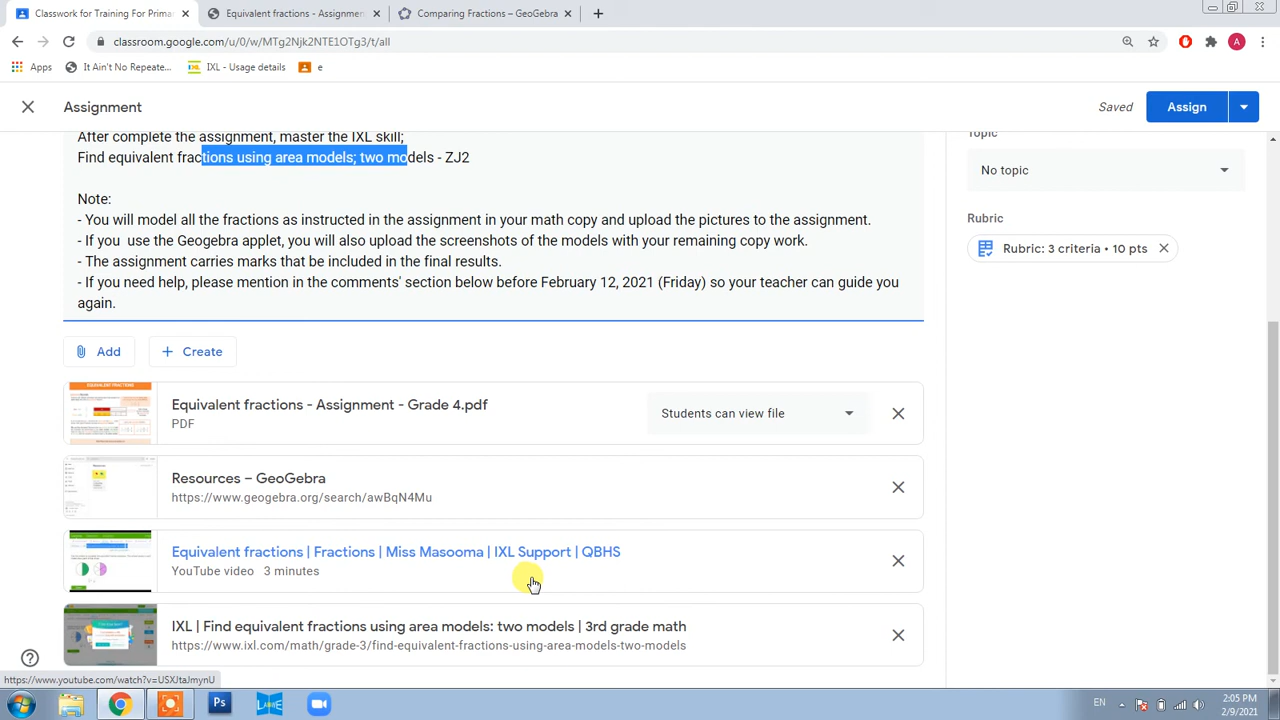 Classwork for Training For Prima
Equivalent fractions - Assignmen
Comparing Fractions – GeoGebra
classroom.google.com/u/0/w/MTg2Njk2NTE1OTg3/t/all
Apps
It Ain't No Repeate...
IXL - Usage details
e
Assignment
Saved
Assign
After complete the assignment, master the IXL skill;
Find equivalent fractions using area models; two models - ZJ2
Note:
- You will model all the fractions as instructed in the assignment in your math copy and upload the pictures to the assignment.
- If you use the Geogebra applet, you will also upload the screenshots of the models with your remaining copy work.
- The assignment carries marks that be included in the final results.
- If you need help, please mention in the comments' section below before February 12, 2021 (Friday) so your teacher can guide you
again.
Topic
No topic
Rubric
Rubric: 3 criteria • 10 pts
Add
Create
EQUIVALENT FRACTIONS
Equivalent fractions - Assignment - Grade 4.pdf
PDF
Students can view file
Resources - GeoGebra
https://www.geogebra.org/search/awBqN4Mu
Equivalent fractions | Fractions | Miss Masooma | IXL Support | QBHS
YouTube video 3 minutes
IXL | Find equivalent fractions using area models: two models | 3rd grade math
https://www.ixl.com/math/grade-3/find-equivalent-fractions-using-area-models-two-models
https://www.youtube.com/watch?v=USXJtaJmynU
Ps
EN
2:05 PM
2/9/2021